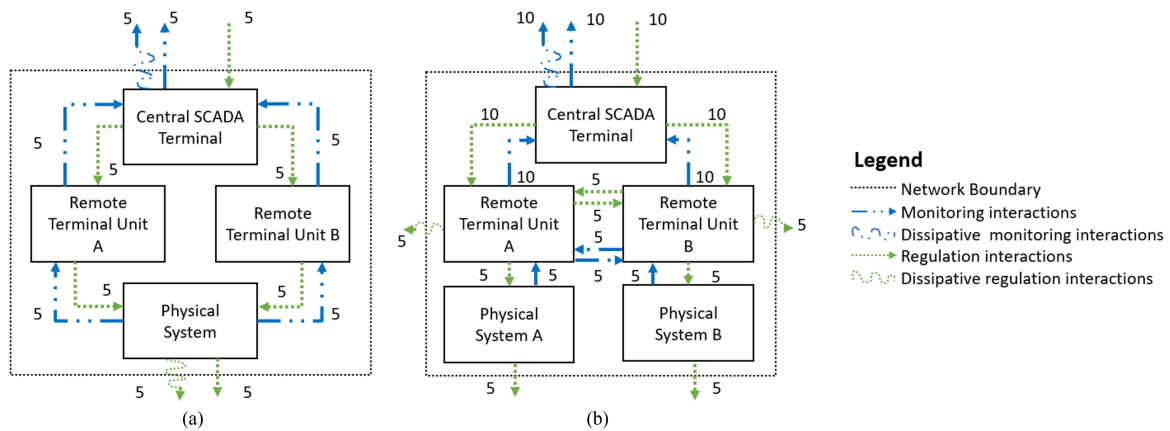 5 5 5
Central SCADA
Terminal
5 5
5 5
Remote
Terminal Unit
A
Remote
Terminal Unit B
5 5
5 5
Physical
System
5 5
(a)
10 10 10
Central SCADA
Terminal
10 10
10 10
Remote
Terminal Unit
A
5
5
5
5
Remote
Terminal Unit
B
5 5
5 5 5 5
Physical
System A
Physical
System B
5 5
(b)
Legend
Network Boundary
Monitoring interactions
Dissipative monitoring interactions
Regulation interactions
Dissipative regulation interactions